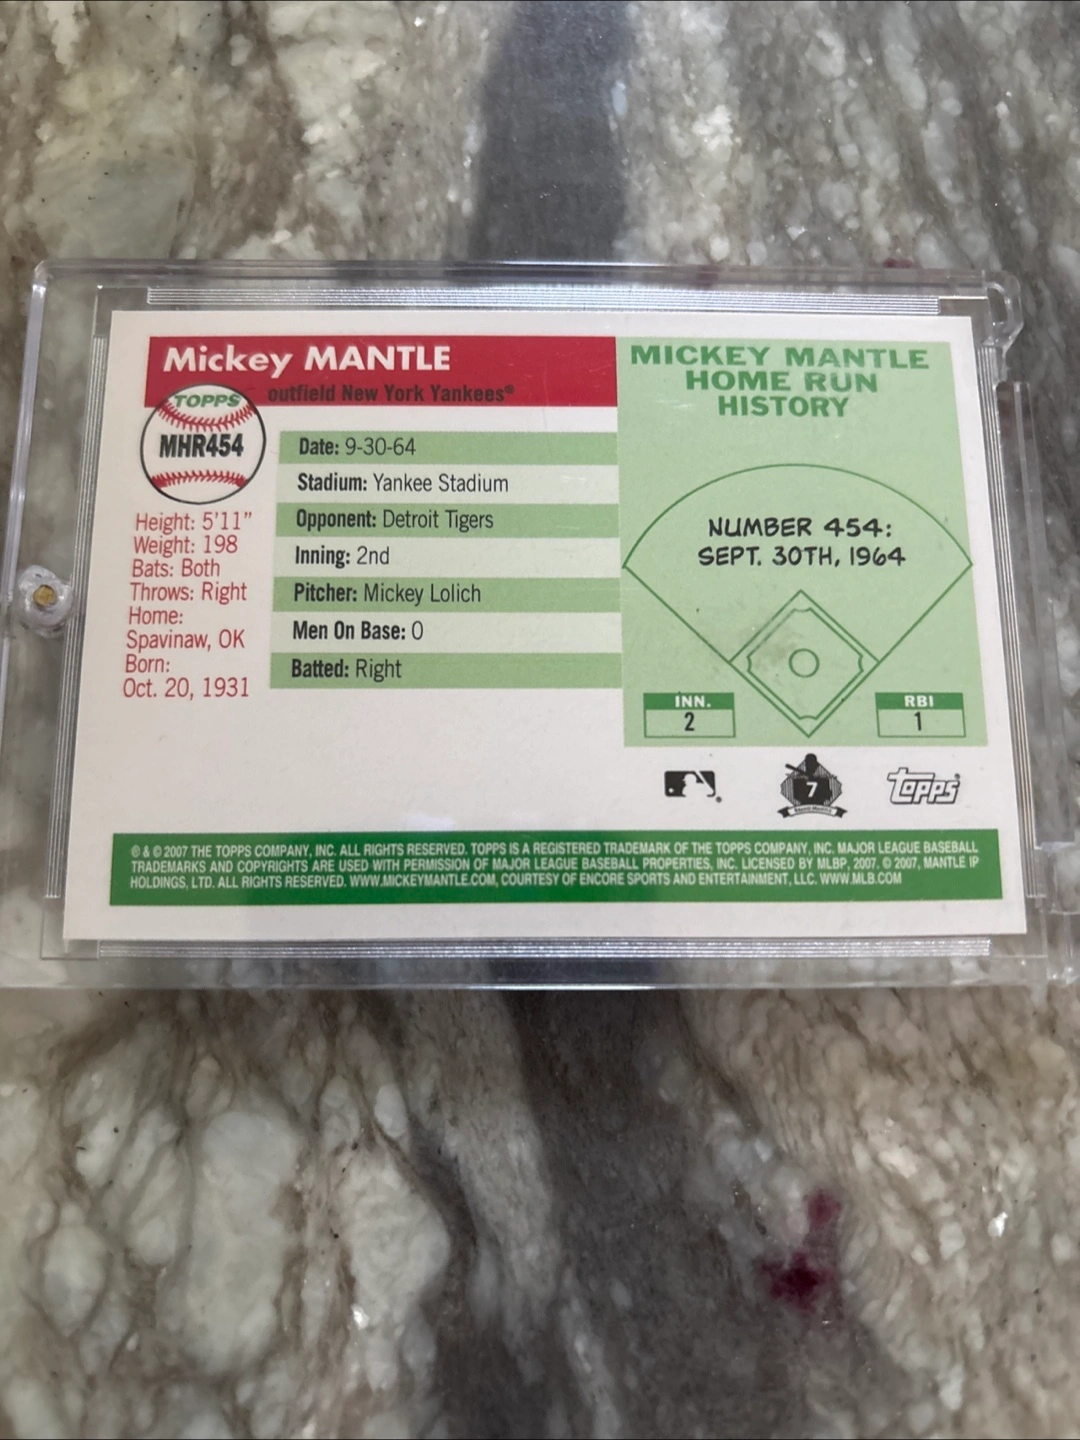 Mickey MANTLE
outfield New York Yankees®
TOPPS
MHR454
Height: 5'11"
Weight: 198
Bats: Both
Throws: Right
Home:
Spavinaw, OK
Born:
Oct. 20, 1931
Date: 9-30-64
Stadium: Yankee Stadium
Opponent: Detroit Tigers
Inning: 2nd
Pitcher: Mickey Lolich
Men On Base: 0
Batted: Right
MICKEY MANTLE
HOME RUN
HISTORY
NUMBER 454:
SEPT. 30TH, 1964
INN.
2
RBI
1
7
topps
® & © 2007 THE TOPPS COMPANY, INC. ALL RIGHTS RESERVED. TOPPS IS A REGISTERED TRADEMARK OF THE TOPPS COMPANY, INC. MAJOR LEAGUE BASEBALL
TRADEMARKS AND COPYRIGHTS ARE USED WITH PERMISSION OF MAJOR LEAGUE BASEBALL PROPERTIES, INC. LICENSED BY MLBP, 2007. © 2007, MANTLE IP
HOLDINGS, LTD. ALL RIGHTS RESERVED. WWW.MICKEYMANTLE.COM, COURTESY OF ENCORE SPORTS AND ENTERTAINMENT, LLC. WWW.MLB.COM